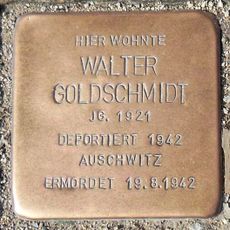 HIER WOHNTE
WALTER
GOLDSCHMIDT
JG. 1921
DEPORTIERT 1942
AUSCHWITZ
ERMORDET 19.8.1942